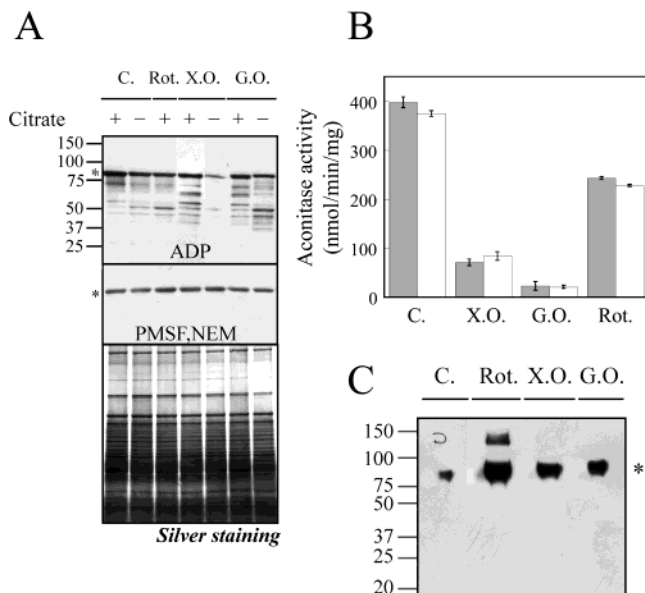 A
C. Rot. X.O. G.O.
Citrate + − + + − + −
150
100
* 75
50
37
25
ADP
*
PMSF,NEM
Silver staining
B
Aconitase activity
(nmol/min/mg)
400
300
200
100
0
C. X.O. G.O. Rot.
C
C. Rot. X.O. G.O.
150
100
*
75
50
37
25
20